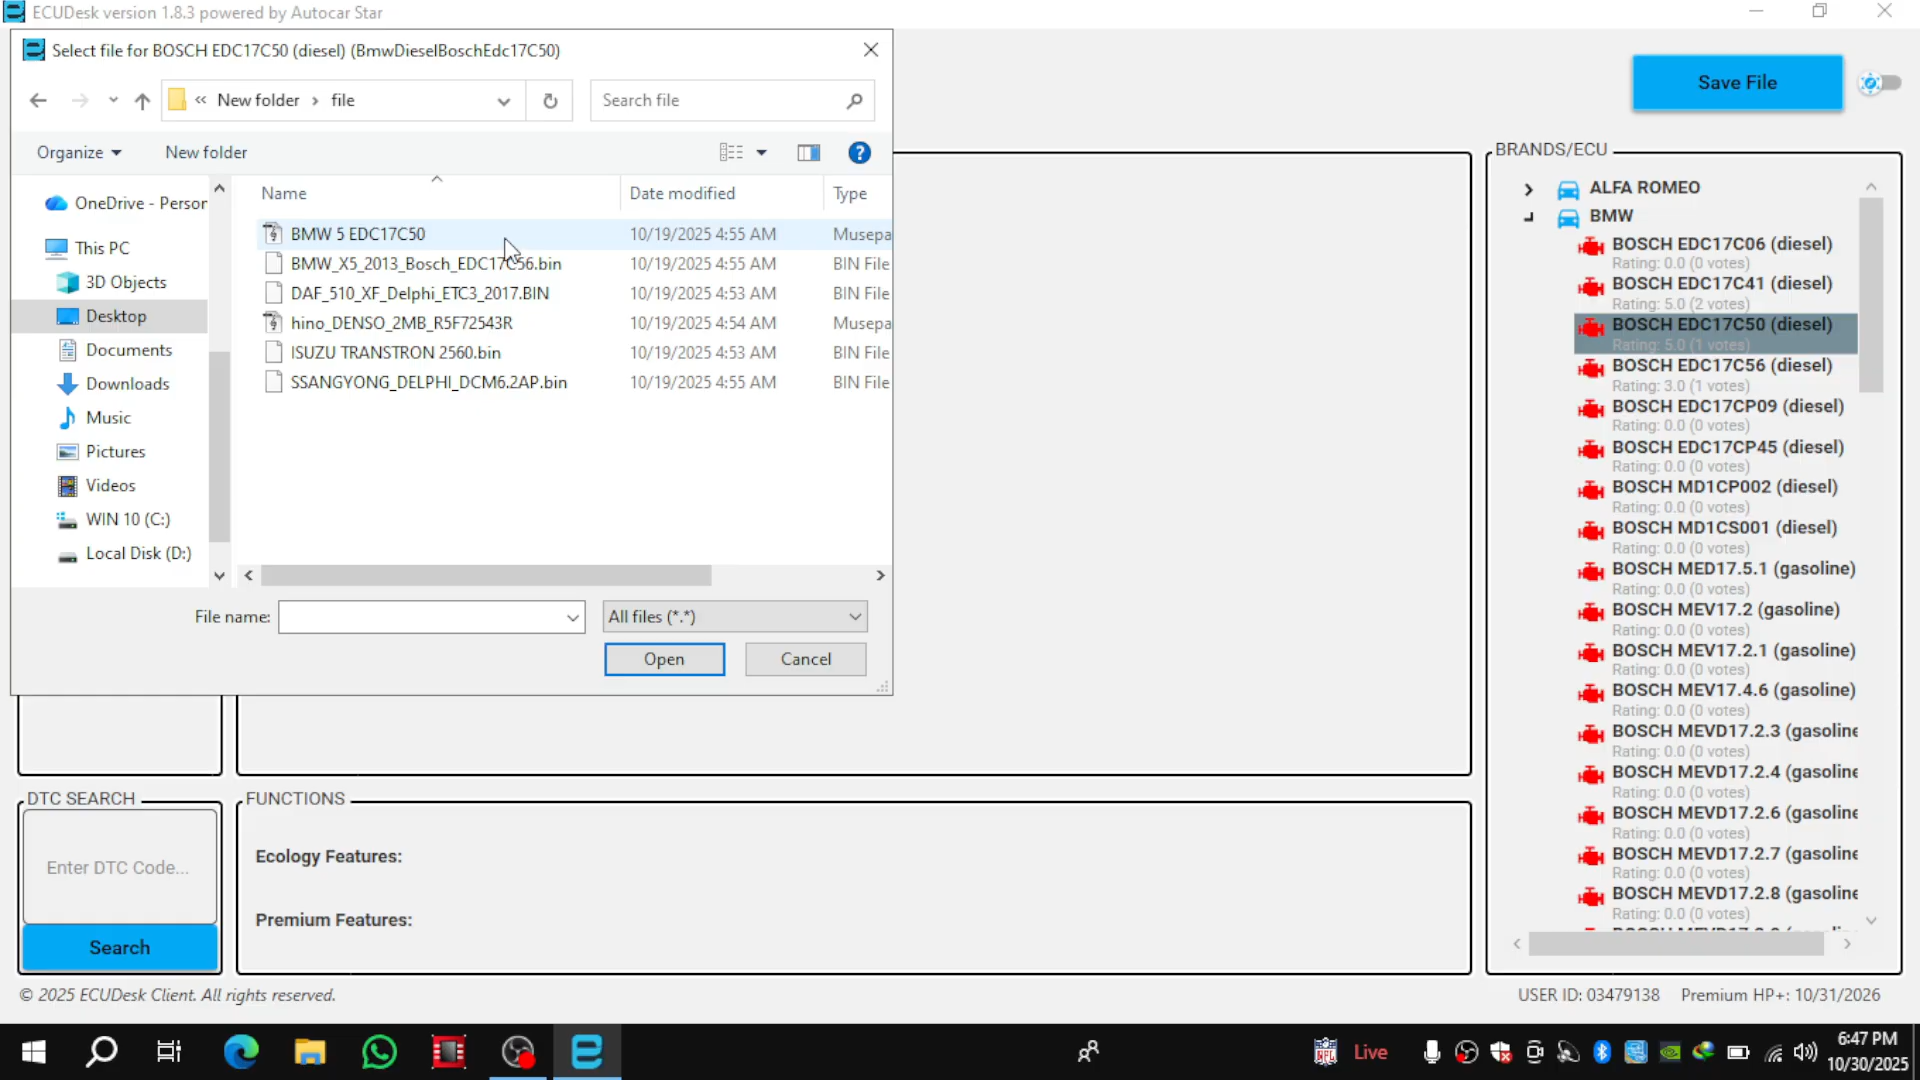 ECUDesk version 1.8.3 powered by Autocar Star
Select file for BOSCH EDC17C50 (diesel) (BmwDieselBoschEdc17C50)
« New folder › file
Search file
Organize
New folder
OneDrive - Person
This PC
3D Objects
Desktop
Documents
Downloads
Music
Pictures
Videos
WIN 10 (C:)
Local Disk (D:)
Name Date modified Type
BMW 5 EDC17C50 10/19/2025 4:55 AM Musepa
BMW_X5_2013_Bosch_EDC17C56.bin 10/19/2025 4:55 AM BIN File
DAF_510_XF_Delphi_ETC3_2017.BIN 10/19/2025 4:53 AM BIN File
hino_DENSO_2MB_R5F72543R 10/19/2025 4:54 AM Musepa
ISUZU TRANSTRON 2560.bin 10/19/2025 4:53 AM BIN File
SSANGYONG_DELPHI_DCM6.2AP.bin 10/19/2025 4:55 AM BIN File
File name:
All files (*.*)
Open
Cancel
Save File
BRANDS/ECU
ALFA ROMEO
BMW
BOSCH EDC17C06 (diesel)
Rating: 0.0 (0 votes)
BOSCH EDC17C41 (diesel)
Rating: 5.0 (2 votes)
BOSCH EDC17C50 (diesel)
Rating: 5.0 (1 votes)
BOSCH EDC17C56 (diesel)
Rating: 3.0 (1 votes)
BOSCH EDC17CP09 (diesel)
Rating: 0.0 (0 votes)
BOSCH EDC17CP45 (diesel)
Rating: 0.0 (0 votes)
BOSCH MD1CP002 (diesel)
Rating: 0.0 (0 votes)
BOSCH MD1CS001 (diesel)
Rating: 0.0 (0 votes)
BOSCH MED17.5.1 (gasoline)
Rating: 0.0 (0 votes)
BOSCH MEV17.2 (gasoline)
Rating: 0.0 (0 votes)
BOSCH MEV17.2.1 (gasoline)
Rating: 0.0 (0 votes)
BOSCH MEV17.4.6 (gasoline)
Rating: 0.0 (0 votes)
BOSCH MEVD17.2.3 (gasoline
Rating: 0.0 (0 votes)
BOSCH MEVD17.2.4 (gasoline
Rating: 0.0 (0 votes)
BOSCH MEVD17.2.6 (gasoline
Rating: 0.0 (0 votes)
BOSCH MEVD17.2.7 (gasoline
Rating: 0.0 (0 votes)
BOSCH MEVD17.2.8 (gasoline
Rating: 0.0 (0 votes)
DTC SEARCH
Enter DTC Code...
Search
FUNCTIONS
Ecology Features:
Premium Features:
© 2025 ECUDesk Client. All rights reserved.
USER ID: 03479138 Premium HP+: 10/31/2026
Live
6:47 PM
10/30/2025